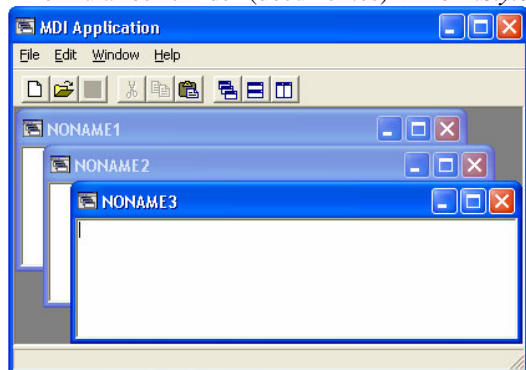 MDI Application
File Edit Window Help
NONAME1
NONAME2
NONAME3